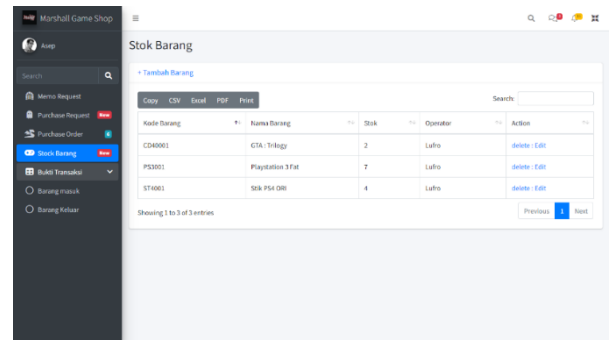 Marshall Game Shop
Asep
Search
Memo Request
Purchase Request New
Purchase Order
Stock Barang New
Bukti Transaksi
Barang masuk
Barang Keluar
Stok Barang
+ Tambah Barang
Copy CSV Excel PDF Print
Search:
Kode Barang Nama Barang Stok Operator Action
CD40001 GTA : Trilogy 2 Lufro delete : Edit
PS3001 Playstation 3 Fat 7 Lufro delete : Edit
ST4001 Stik PS4 ORI 4 Lufro delete : Edit
Showing 1 to 3 of 3 entries
Previous 1 Next